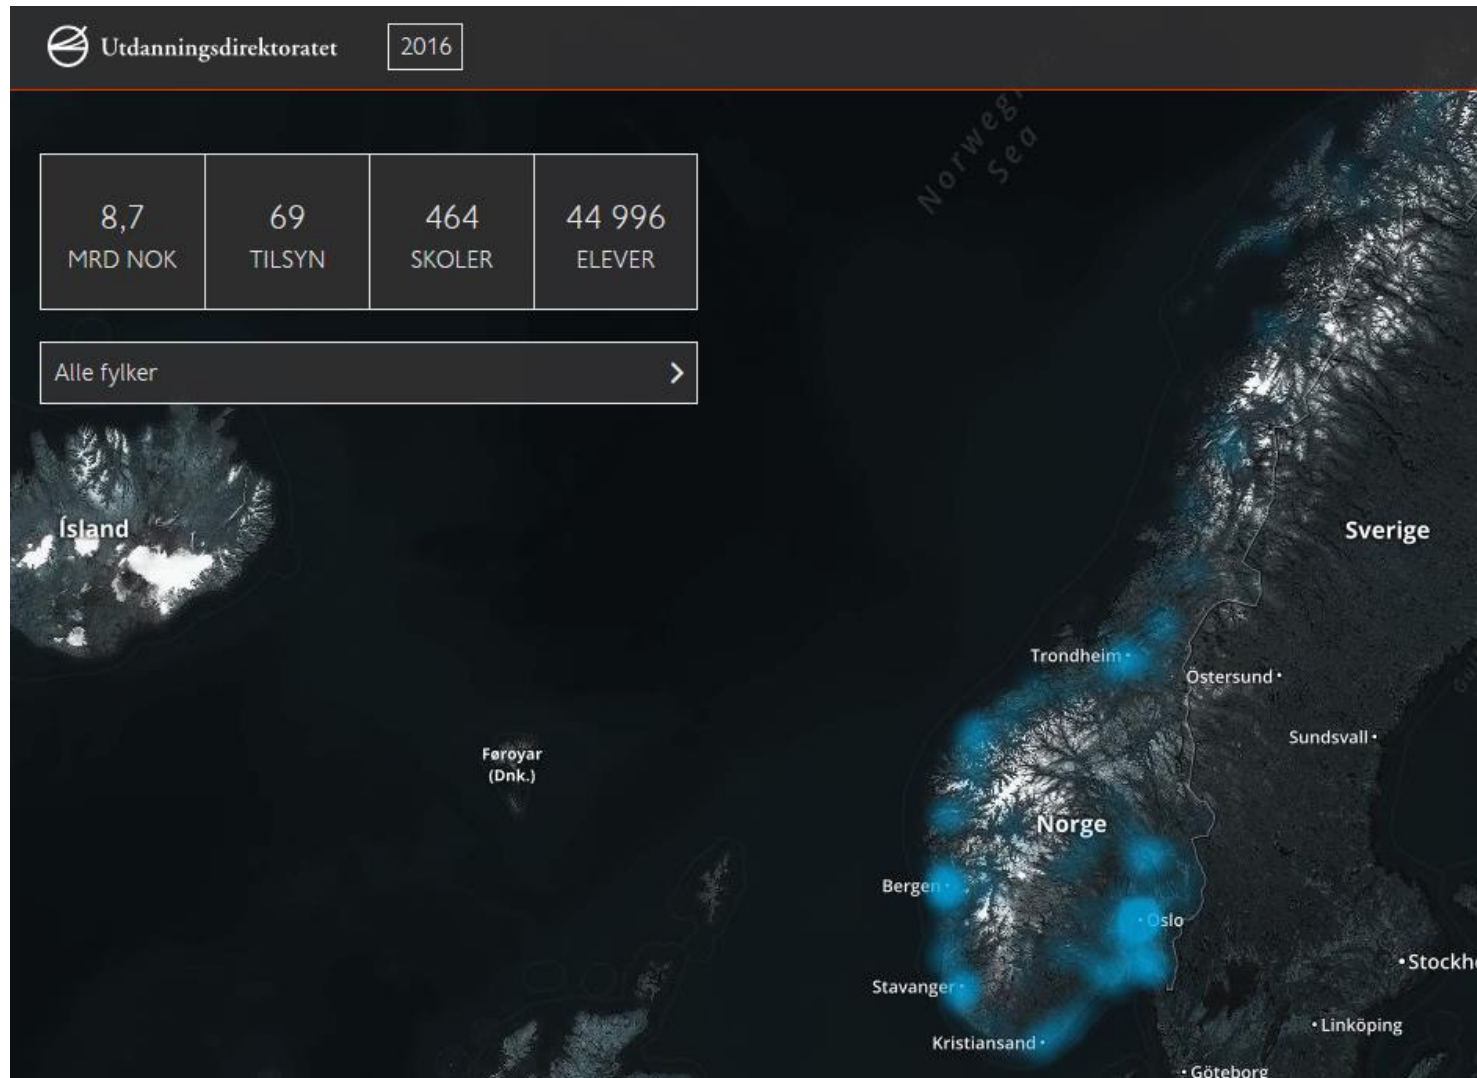 Utdanningsdirektoratet
2016
8,7
MRD NOK
69
TILSYN
464
SKOLER
44 996
ELEVER
Alle fylker
Norwegian
Sea
Ísland
Sverige
Trondheim
Östersund
Sundsvall
Føroyar
(Dnk.)
Norge
Bergen
Oslo
Stockh
Stavanger
Linköping
Kristiansand
Göteborg